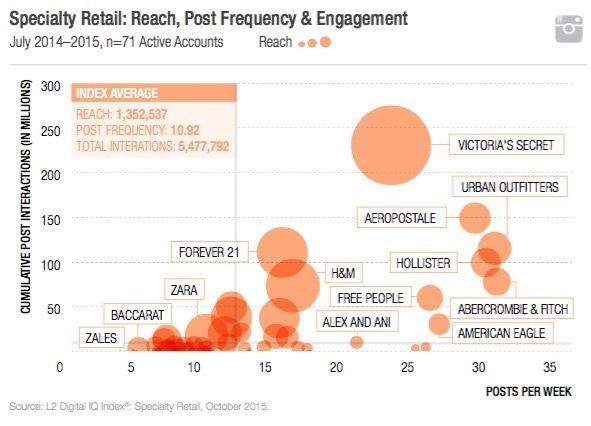 Specialty Retail: Reach, Post Frequency & Engagement
July 2014–2015, n=71 Active Accounts Reach
CUMULATIVE POST INTERACTIONS (IN MILLIONS)
300
250
200
150
100
50
INDEX AVERAGE
REACH: 1,352,537
POST FREQUENCY: 10.92
TOTAL INTERATIONS: 5,477,792
VICTORIA'S SECRET
URBAN OUTFITTERS
AEROPOSTALE
FOREVER 21
HOLLISTER
H&M
ZARA
FREE PEOPLE
ABERCROMBIE & FITCH
BACCARAT
ALEX AND ANI
AMERICAN EAGLE
ZALES
0 5 10 15 20 25 30 35
POSTS PER WEEK
Source: L2 Digital IQ Index®: Specialty Retail, October 2015.